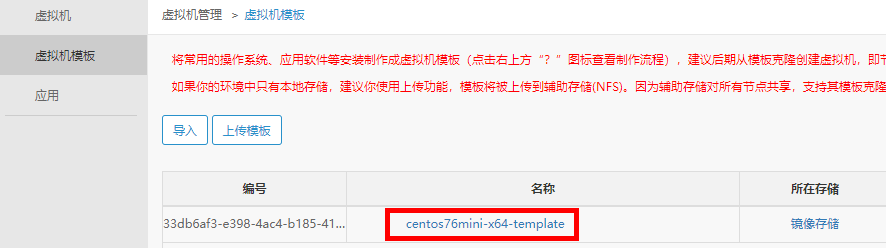 虚拟机
虚拟机模板
应用
虚拟机管理 > 虚拟机模板
将常用的操作系统、应用软件等安装制作成虚拟机模板（点击右上方“？”图标查看制作流程），建议后期从模板克隆创建虚拟机，即节
如果你的环境中只有本地存储，建议你使用上传功能，模板将被上传到辅助存储(NFS)。因为辅助存储对所有节点共享，支持其模板克隆
导入 上传模板
编号 名称 所在存储
33db6af3-e398-4ac4-b185-41... centos76mini-x64-template 镜像存储